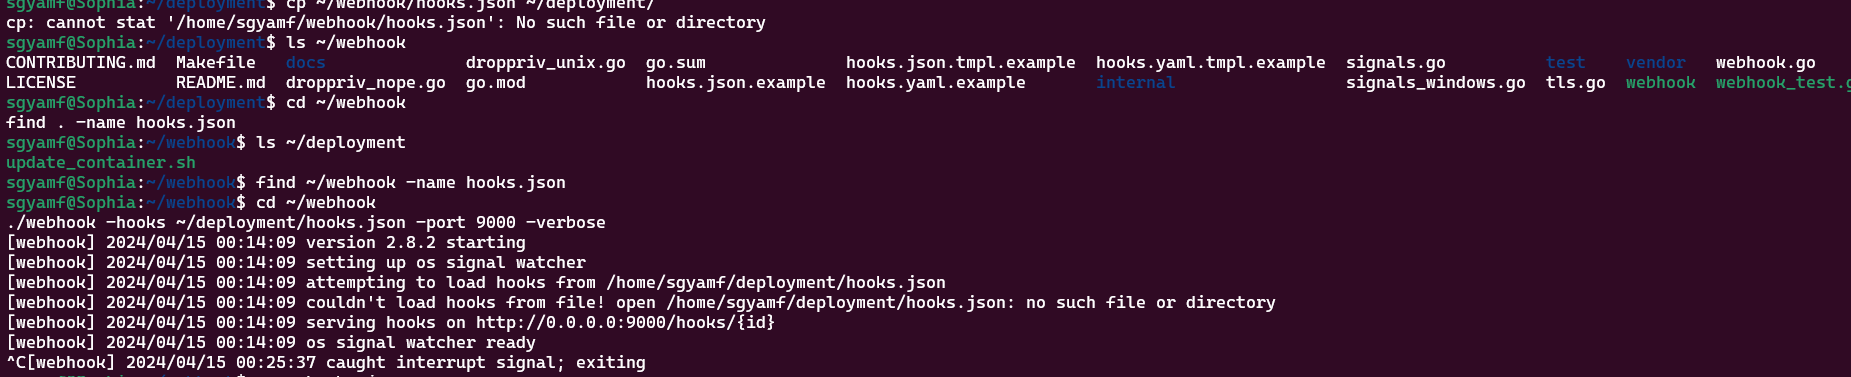 sgyamf@Sophia:~/deployment$ cp ~/webhook/hooks.json ~/deployment/
cp: cannot stat '/home/sgyamf/webhook/hooks.json': No such file or directory
sgyamf@Sophia:~/deployment$ ls ~/webhook
CONTRIBUTING.md Makefile docs droppriv_unix.go go.sum hooks.json.tmpl.example hooks.yaml.tmpl.example signals.go test vendor webhook.go
LICENSE README.md droppriv_nope.go go.mod hooks.json.example hooks.yaml.example internal signals_windows.go tls.go webhook webhook_test.g
sgyamf@Sophia:~/deployment$ cd ~/webhook
find . -name hooks.json
sgyamf@Sophia:~/webhook$ ls ~/deployment
update_container.sh
sgyamf@Sophia:~/webhook$ find ~/webhook -name hooks.json
sgyamf@Sophia:~/webhook$ cd ~/webhook
./webhook -hooks ~/deployment/hooks.json -port 9000 -verbose
[webhook] 2024/04/15 00:14:09 version 2.8.2 starting
[webhook] 2024/04/15 00:14:09 setting up os signal watcher
[webhook] 2024/04/15 00:14:09 attempting to load hooks from /home/sgyamf/deployment/hooks.json
[webhook] 2024/04/15 00:14:09 couldn't load hooks from file! open /home/sgyamf/deployment/hooks.json: no such file or directory
[webhook] 2024/04/15 00:14:09 serving hooks on http://0.0.0.0:9000/hooks/{id}
[webhook] 2024/04/15 00:14:09 os signal watcher ready
^C[webhook] 2024/04/15 00:25:37 caught interrupt signal; exiting